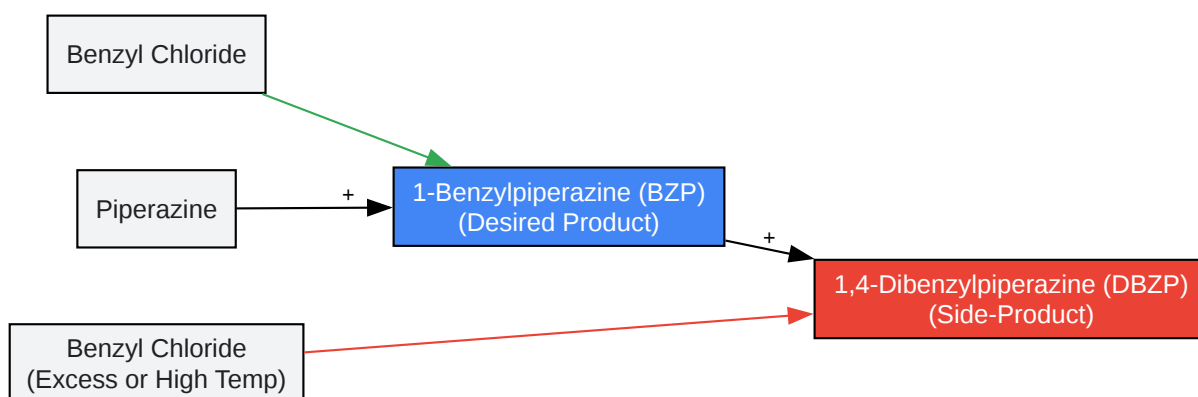 Benzyl Chloride
Piperazine
+
1-Benzylpiperazine (BZP)
(Desired Product)
+
1,4-Dibenzylpiperazine (DBZP)
(Side-Product)
Benzyl Chloride
(Excess or High Temp)